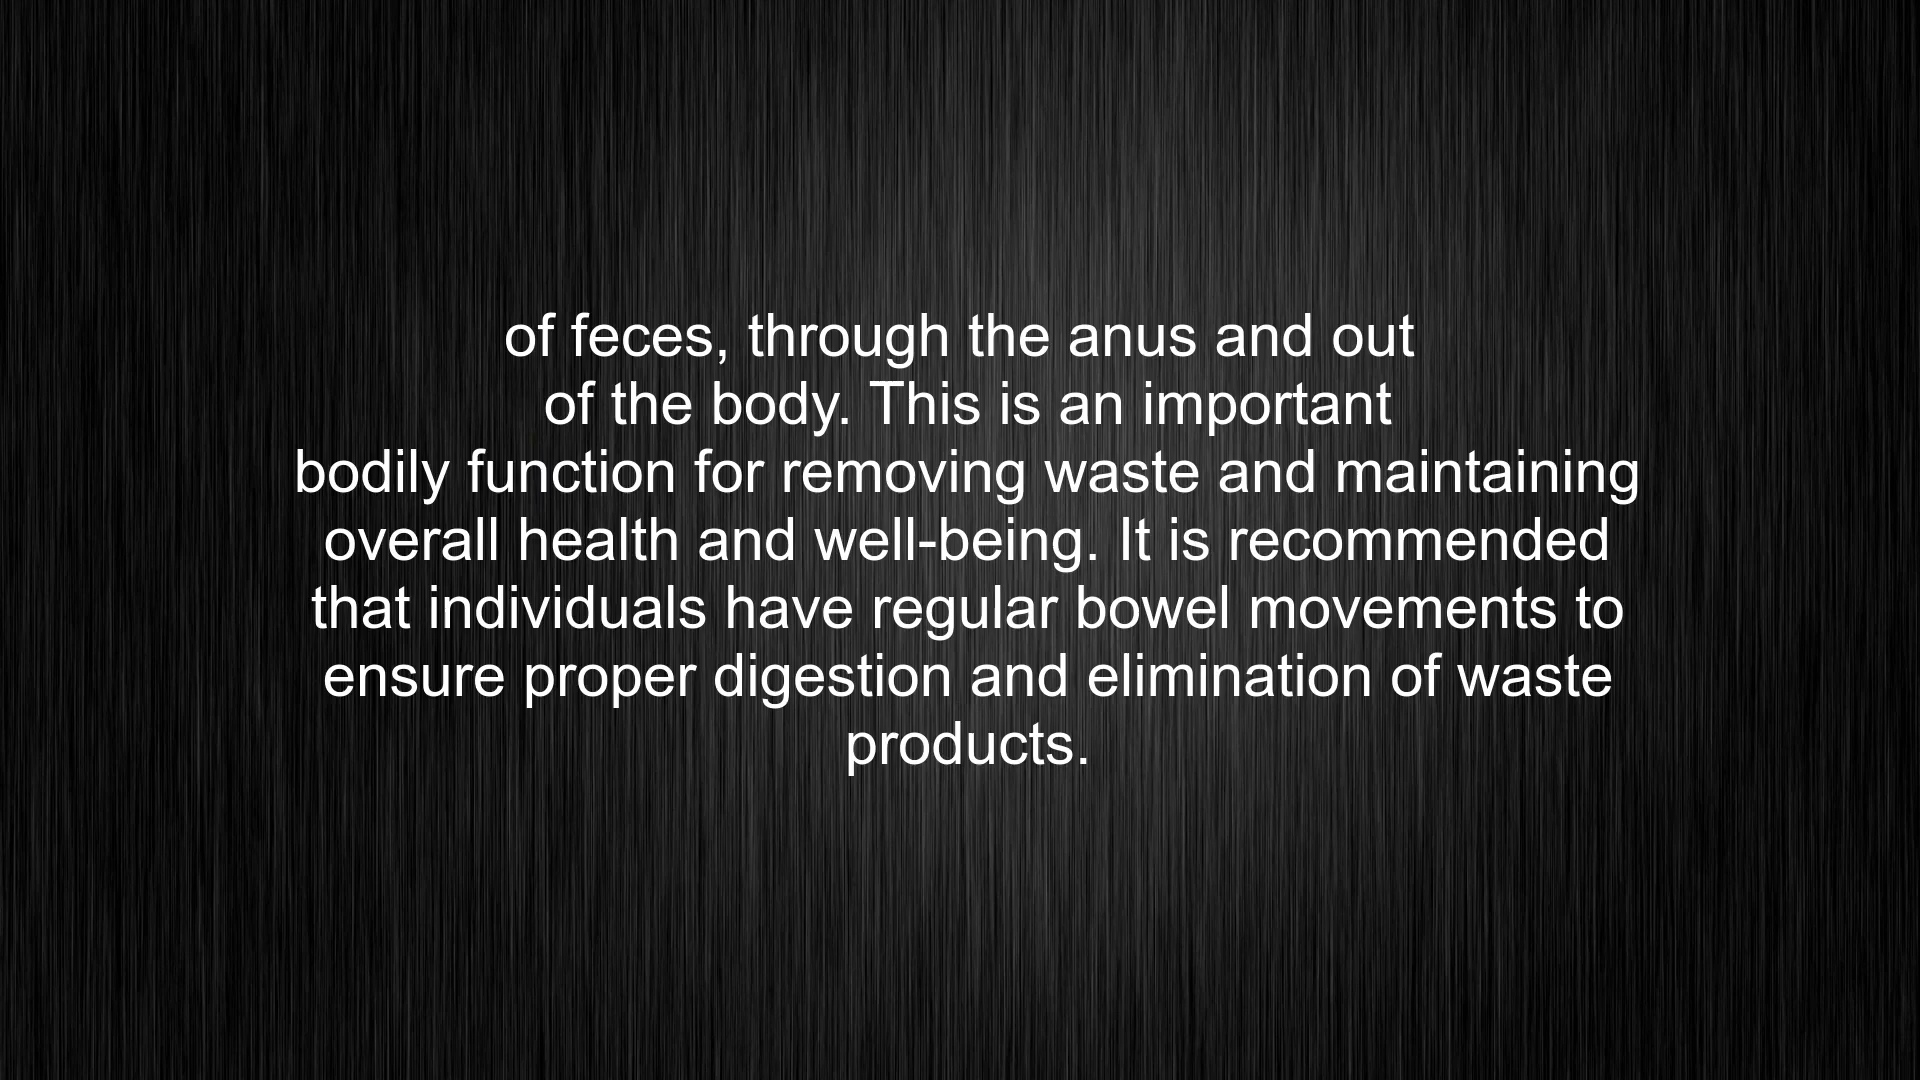 of feces, through the anus and out
of the body. This is an important
bodily function for removing waste and maintaining
overall health and well-being. It is recommended
that individuals have regular bowel movements to
ensure proper digestion and elimination of waste
products.